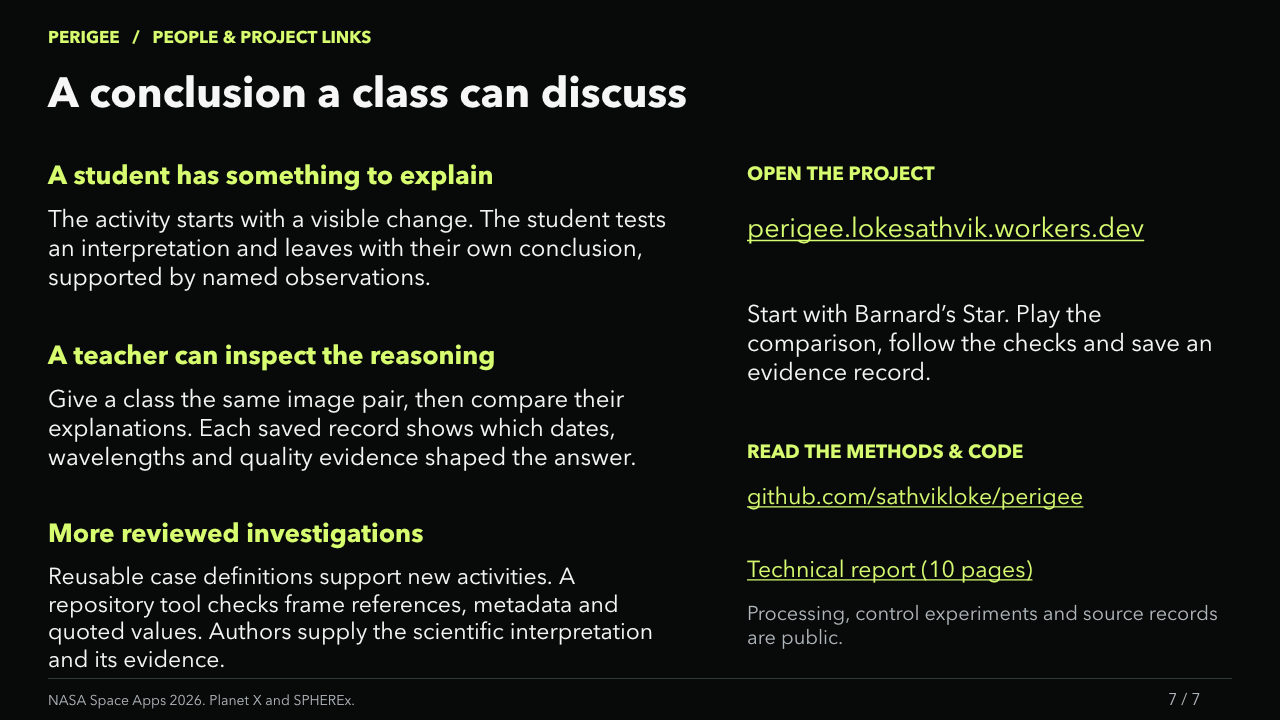 PERIGEE / PEOPLE & PROJECT LINKS
A conclusion a class can discuss
A student has something to explain
The activity starts with a visible change. The student tests
an interpretation and leaves with their own conclusion,
supported by named observations.
A teacher can inspect the reasoning
Give a class the same image pair, then compare their
explanations. Each saved record shows which dates,
wavelengths and quality evidence shaped the answer.
More reviewed investigations
Reusable case definitions support new activities. A
repository tool checks frame references, metadata and
quoted values. Authors supply the scientific interpretation
and its evidence.
OPEN THE PROJECT
perigee.lokesathvik.workers.dev
Start with Barnard’s Star. Play the
comparison, follow the checks and save an
evidence record.
READ THE METHODS & CODE
github.com/sathvikloke/perigee
Technical report (10 pages)
Processing, control experiments and source records
are public.
NASA Space Apps 2026. Planet X and SPHEREx.
7 / 7